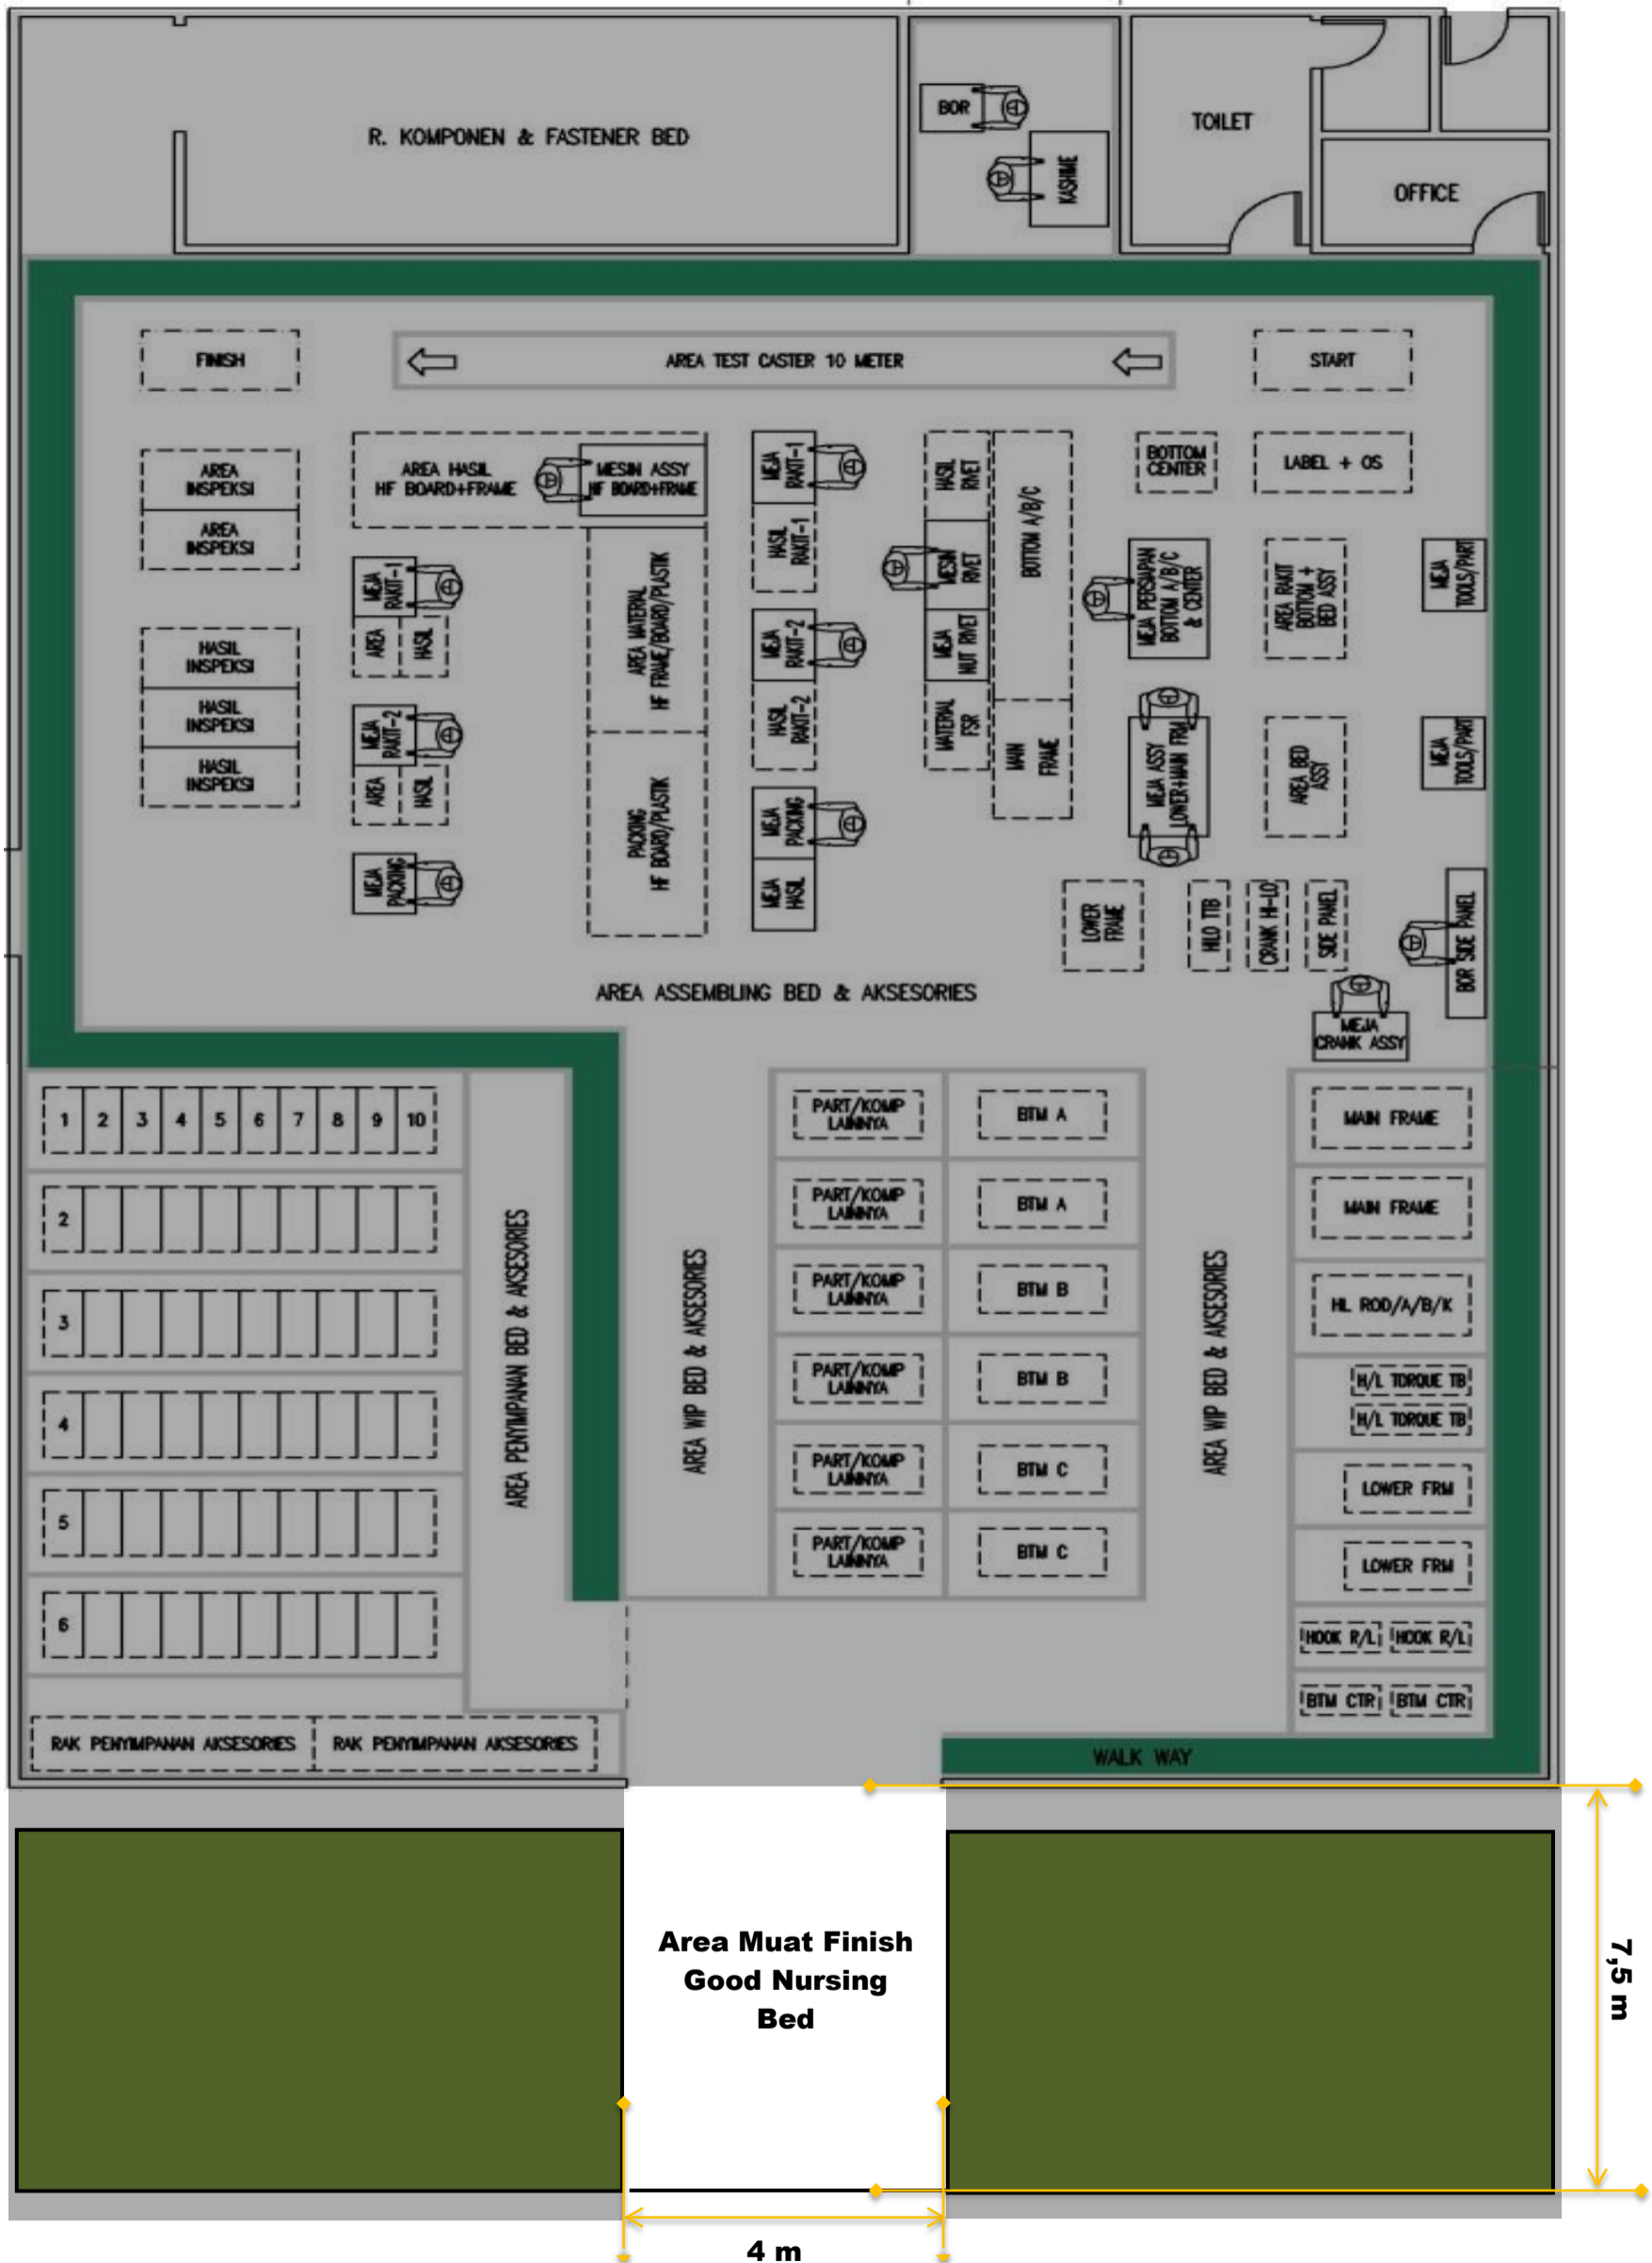 R. KOMPONEN & FASTENER BED
BOR
KASHIME
TOILET
OFFICE
FINISH
AREA TEST CASTER 10 METER
START
AREA
INSPEKSI
AREA
INSPEKSI
HASIL
INSPEKSI
HASIL
INSPEKSI
HASIL
INSPEKSI
AREA HASIL
HF BOARD+FRAME
MESIN ASSY
HF BOARD+FRAME
MEJA
RAKIT-1
AREA
HASIL
MEJA
RAKIT-2
AREA
HASIL
MEJA
PACKING
AREA MATERIAL
HF FRAME/BOARD/PLASTIK
PACKING
HF BOARD/PLASTIK
MEJA
RAKIT-1
HASIL
RAKIT-1
MEJA
RAKIT-2
HASIL
RAKIT-2
MEJA
PACKING
MEJA
HASIL
HASIL
RIVET
MESIN
RIVET
MEJA
NUT RIVET
MATERIAL
FSR
BOTTOM A/B/C
MAIN
FRAME
BOTTOM
CENTER
LABEL + OS
MEJA PERSIAPAN
BOTTOM A/B/C
& CENTER
AREA RAKIT
BOTTOM +
BED ASSY
MEJA
TOOLS/PART
MEJA ASSY
LOWER+MAIN FRM
AREA BED
ASSY
MEJA
TOOLS/PART
LOWER
FRAME
HILO TTB
CRANK HI-LO
SIDE PANEL
BOR SIDE PANEL
MEJA
CRANK ASSY
AREA ASSEMBLING BED & AKSESORIES
1 2 3 4 5 6 7 8 9 10
2
3
4
5
6
AREA PENYIMPANAN BED & AKSESORIES
RAK PENYIMPANAN AKSESORIES
RAK PENYIMPANAN AKSESORIES
AREA WIP BED & AKSESORIES
PART/KOMP
LAINNYA
BTM A
PART/KOMP
LAINNYA
BTM A
PART/KOMP
LAINNYA
BTM B
PART/KOMP
LAINNYA
BTM B
PART/KOMP
LAINNYA
BTM C
PART/KOMP
LAINNYA
BTM C
AREA WIP BED & AKSESORIES
MAIN FRAME
MAIN FRAME
HL ROD/A/B/K
H/L TORQUE TB
H/L TORQUE TB
LOWER FRM
LOWER FRM
HOOK R/L HOOK R/L
BTM CTR BTM CTR
WALK WAY
Area Muat Finish
Good Nursing
Bed
7,5 m
4 m